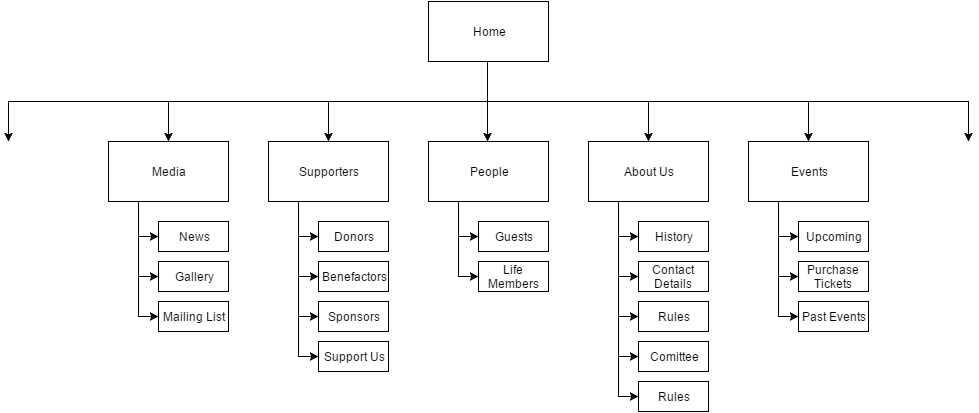 Home
Media
Supporters
People
About Us
Events
News
Gallery
Mailing List
Donors
Benefactors
Sponsors
Support Us
Guests
Life
Members
History
Contact
Details
Rules
Comittee
Rules
Upcoming
Purchase
Tickets
Past Events